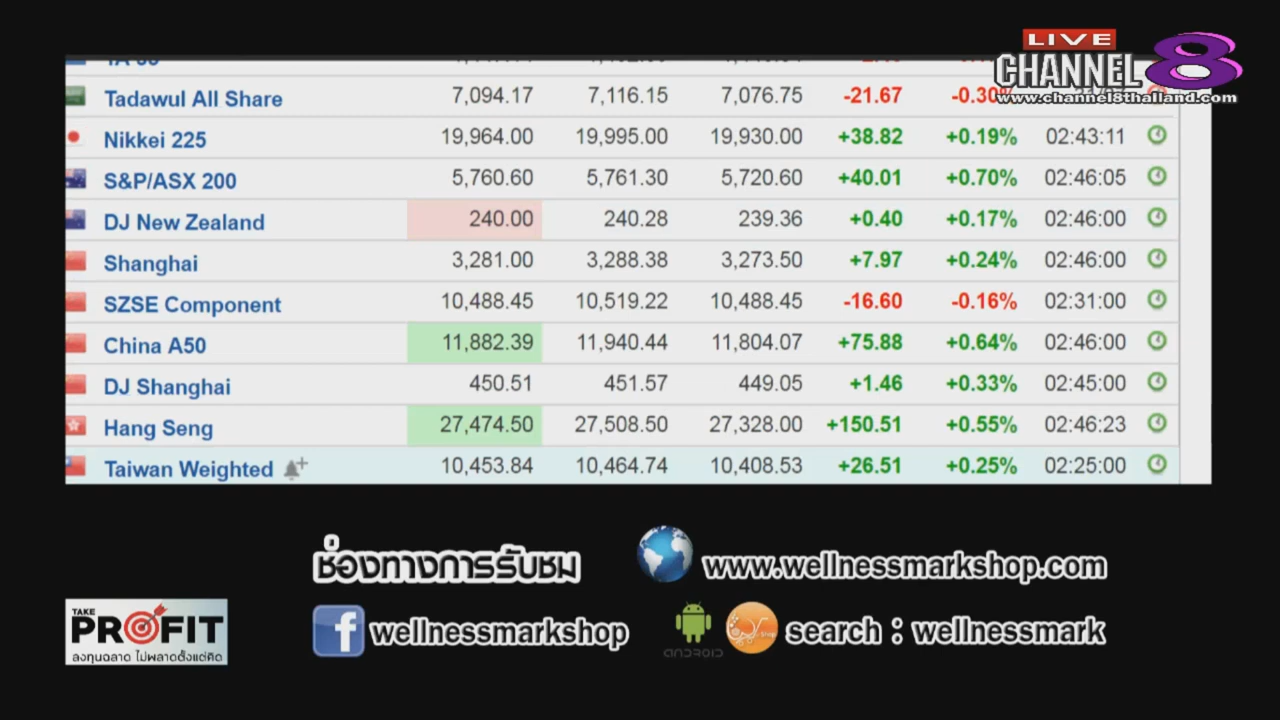 LIVE
CHANNEL 8
www.channel8thailand.com
Tadawul All Share 7,094.17 7,116.15 7,076.75 -21.67
Nikkei 225 19,964.00 19,995.00 19,930.00 +38.82 +0.19% 02:43:11
S&P/ASX 200 5,760.60 5,761.30 5,720.60 +40.01 +0.70% 02:46:05
DJ New Zealand 240.00 240.28 239.36 +0.40 +0.17% 02:46:00
Shanghai 3,281.00 3,288.38 3,273.50 +7.97 +0.24% 02:46:00
SZSE Component 10,488.45 10,519.22 10,488.45 -16.60 -0.16% 02:31:00
China A50 11,882.39 11,940.44 11,804.07 +75.88 +0.64% 02:46:00
DJ Shanghai 450.51 451.57 449.05 +1.46 +0.33% 02:45:00
Hang Seng 27,474.50 27,508.50 27,328.00 +150.51 +0.55% 02:46:23
Taiwan Weighted 10,453.84 10,464.74 10,408.53 +26.51 +0.25% 02:25:00
ช่องทางการรับชม www.wellnessmarkshop.com
wellnessmarkshop ANDROID search : wellnessmark
TAKE
PROFIT
ลงทุนฉลาด ไม่พลาดตั้งแต่คิด